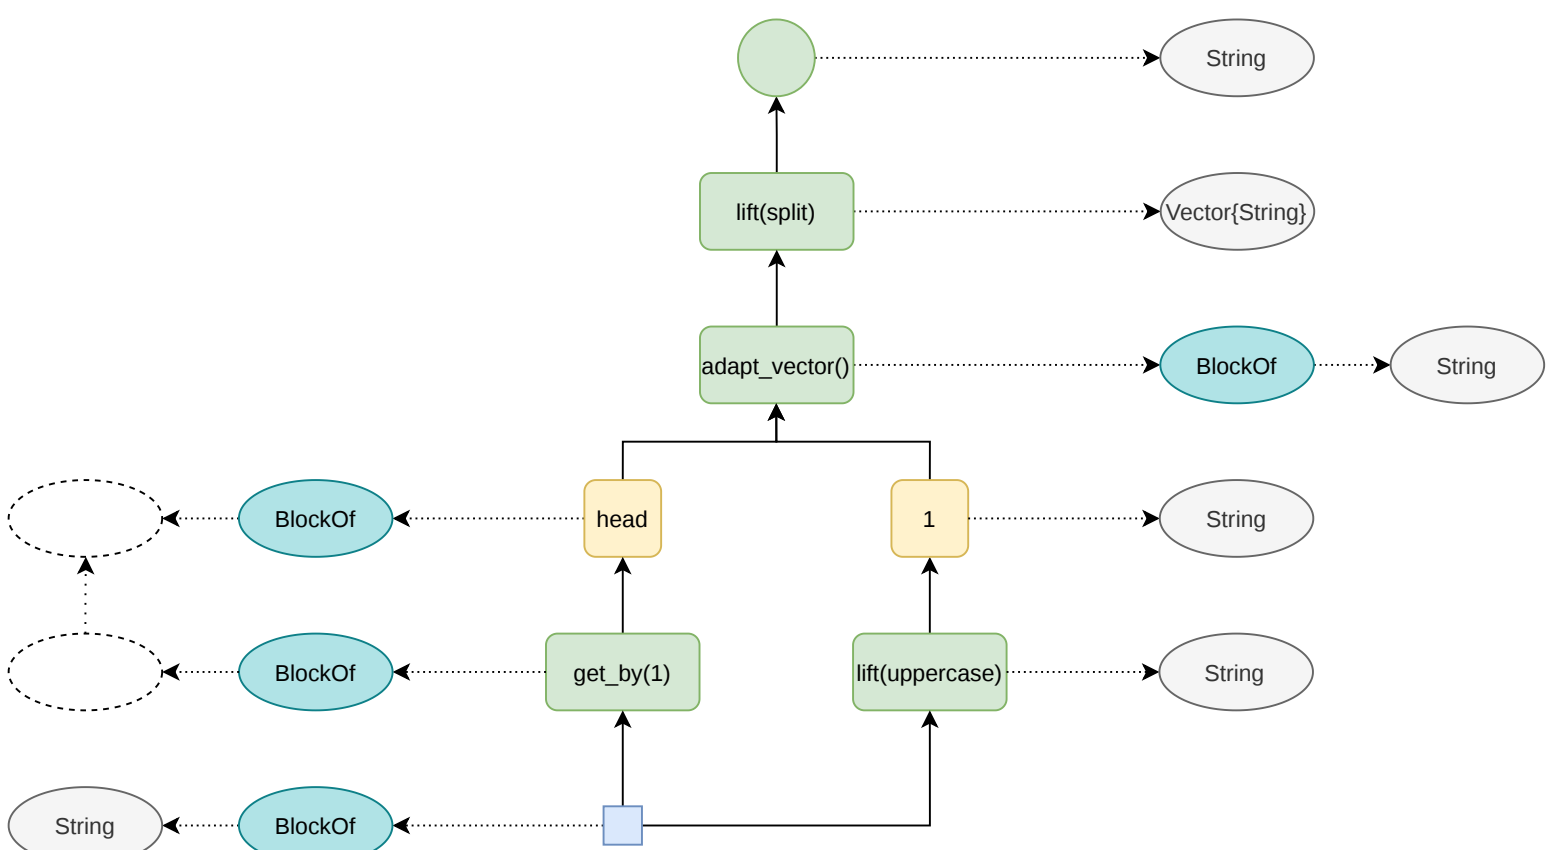 String
lift(split)
Vector{String}
adapt_vector()
BlockOf
String
BlockOf
head
1
String
BlockOf
get_by(1)
lift(uppercase)
String
String
BlockOf